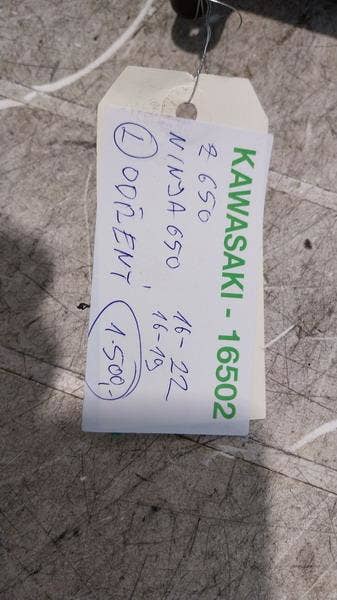 KAWASAKI - 16502
Z 650 16-22
NINJA 650 16-19
① ODŘENÍ 1.500,-